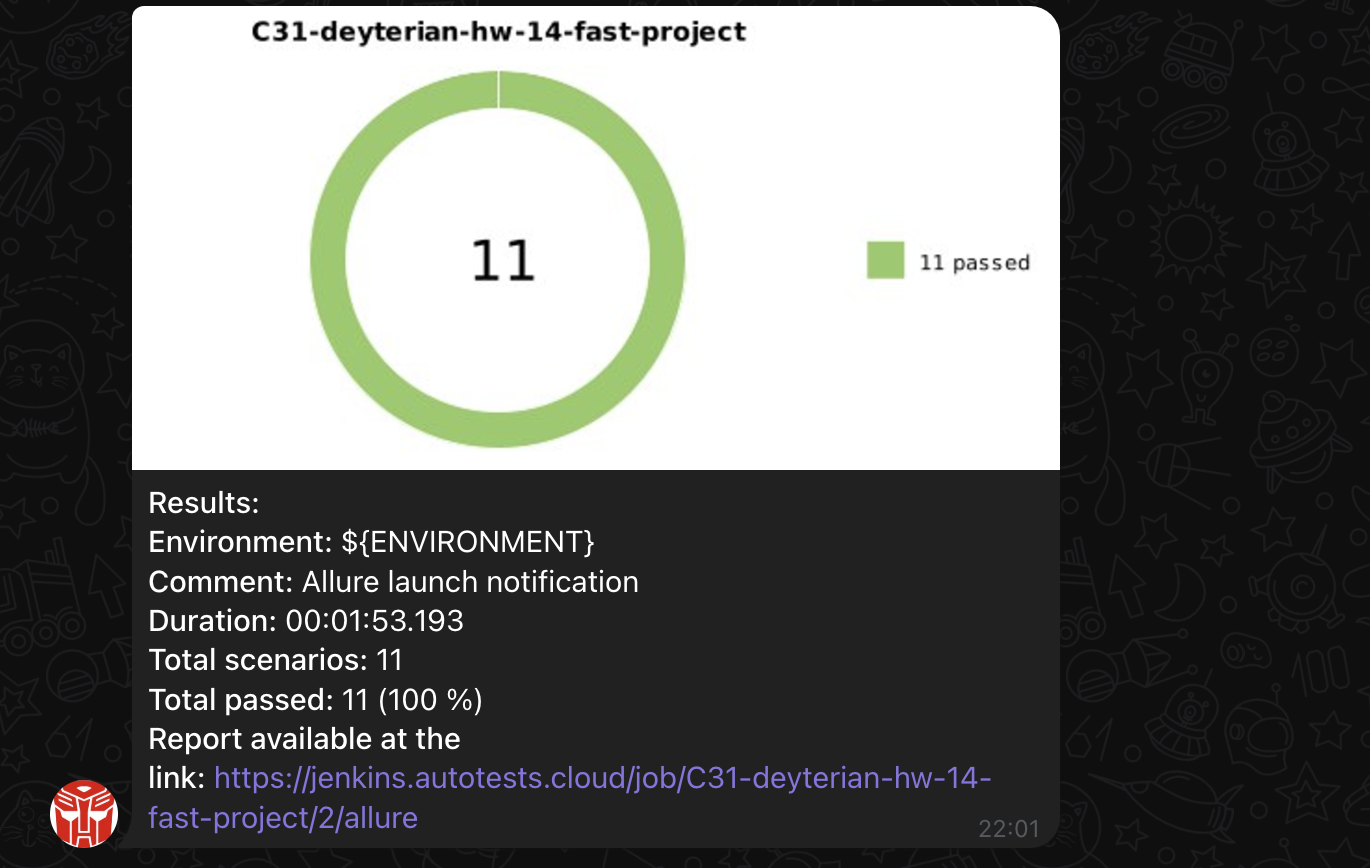 C31-deyterian-hw-14-fast-project
11
11 passed
Results:
Environment: ${ENVIRONMENT}
Comment: Allure launch notification
Duration: 00:01:53.193
Total scenarios: 11
Total passed: 11 (100 %)
Report available at the
link: https://jenkins.autotests.cloud/job/C31-deyterian-hw-14-
fast-project/2/allure
22:01